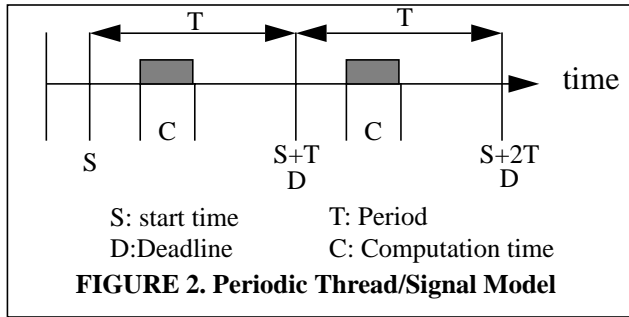 T T
time
C C
S S+T S+2T
D D
S: start time T: Period
D:Deadline C: Computation time
FIGURE 2. Periodic Thread/Signal Model